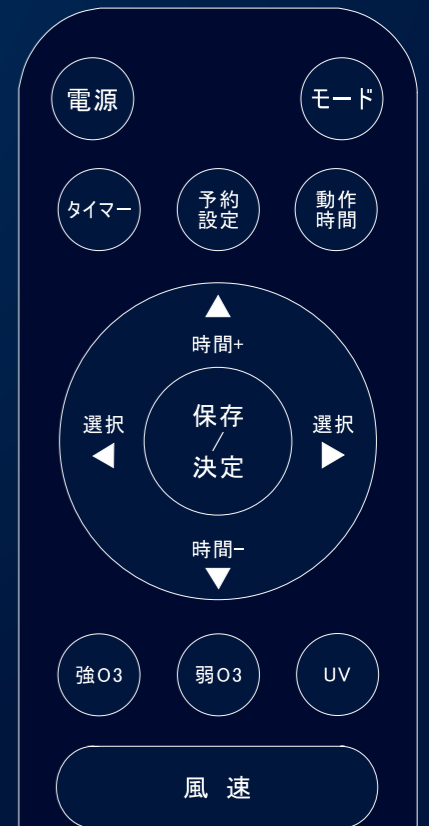 電源
モード
タイマー
予約
設定
動作
時間
▲
時間+
選択
◀
保存
/
決定
選択
▶
時間-
▼
強O3
弱O3
UV
風 速